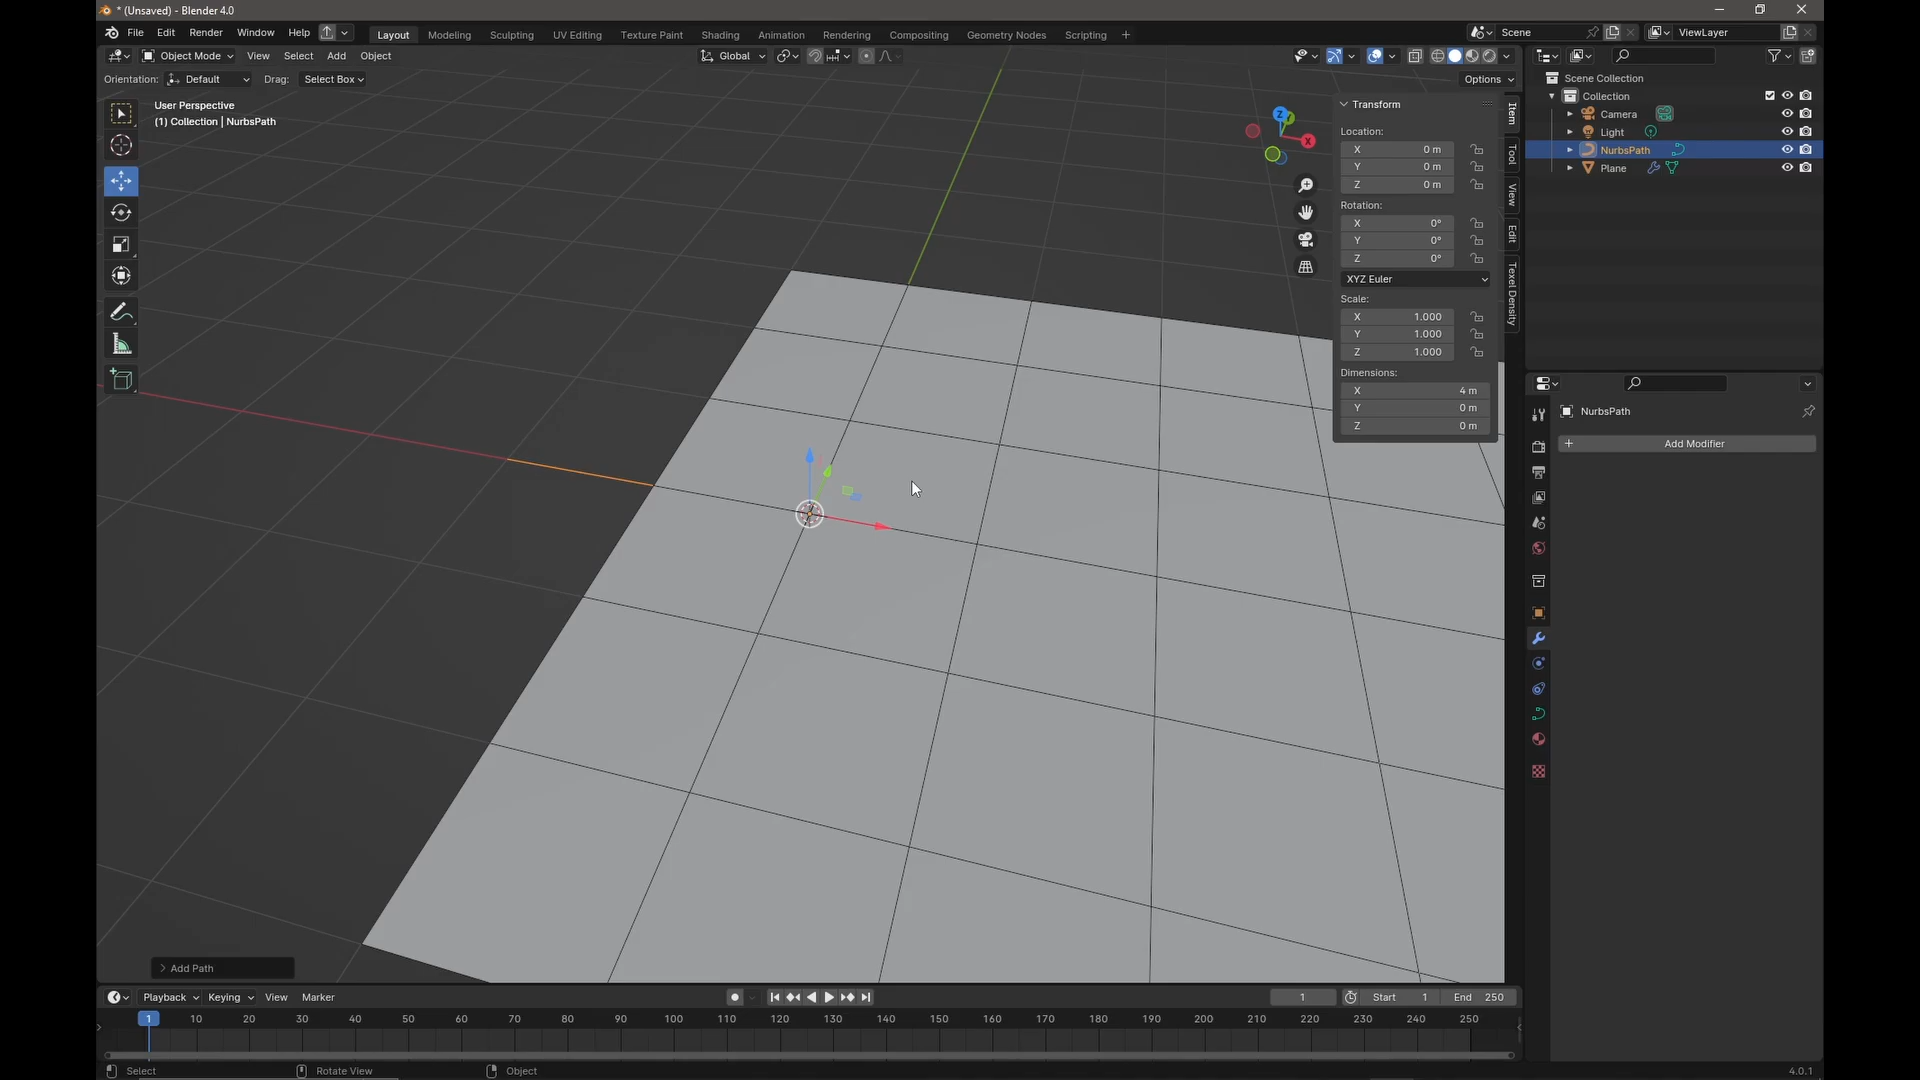 * (Unsaved) - Blender 4.0
File Edit Render Window Help Layout Modeling Sculpting UV Editing Texture Paint Shading Animation Rendering Compositing Geometry Nodes Scripting + Scene ViewLayer
Object Mode View Select Add Object Global
Orientation: Default Drag: Select Box Options
User Perspective
(1) Collection | NurbsPath
Z
X
Transform
Location:
X 0 m
Y 0 m
Z 0 m
Rotation:
X 0°
Y 0°
Z 0°
XYZ Euler
Scale:
X 1.000
Y 1.000
Z 1.000
Dimensions:
X 4 m
Y 0 m
Z 0 m
Item
Tool
View
Edit
Texel Density
Scene Collection
Collection
Camera
Light
NurbsPath
Plane
NurbsPath
+ Add Modifier
Add Path
Playback Keying View Marker 1 Start 1 End 250
1 10 20 30 40 50 60 70 80 90 100 110 120 130 140 150 160 170 180 190 200 210 220 230 240 250
Select Rotate View Object 4.0.1